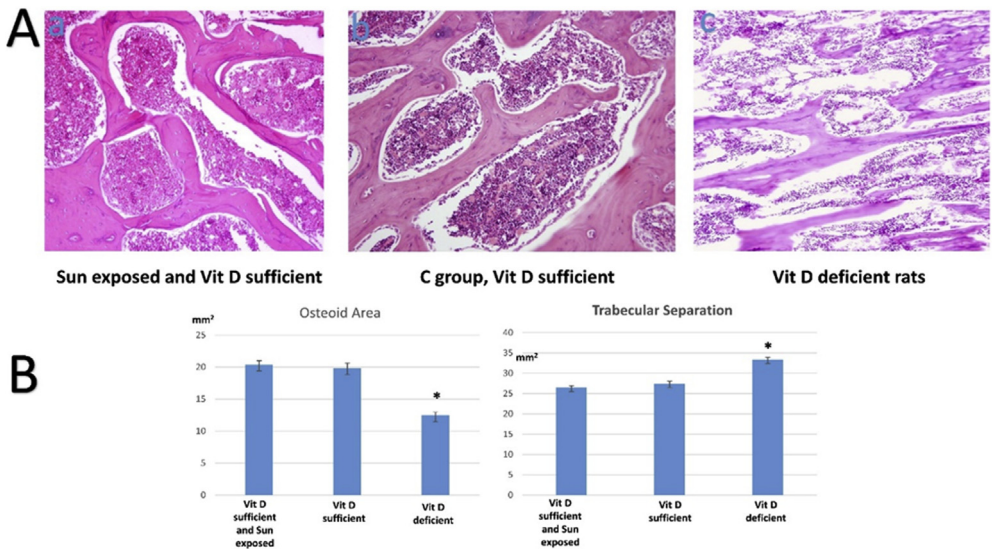 A
a
b
c
Sun exposed and Vit D sufficient
C group, Vit D sufficient
Vit D deficient rats
B
Osteoid Area
mm²
25
20
15
10
5
0
*
Vit D
sufficient
and Sun
exposed
Vit D
sufficient
Vit D
deficient
Trabecular Separation
mm²
40
35
30
25
20
15
10
5
0
*
Vit D
sufficient
and Sun
exposed
Vit D
sufficient
Vit D
deficient